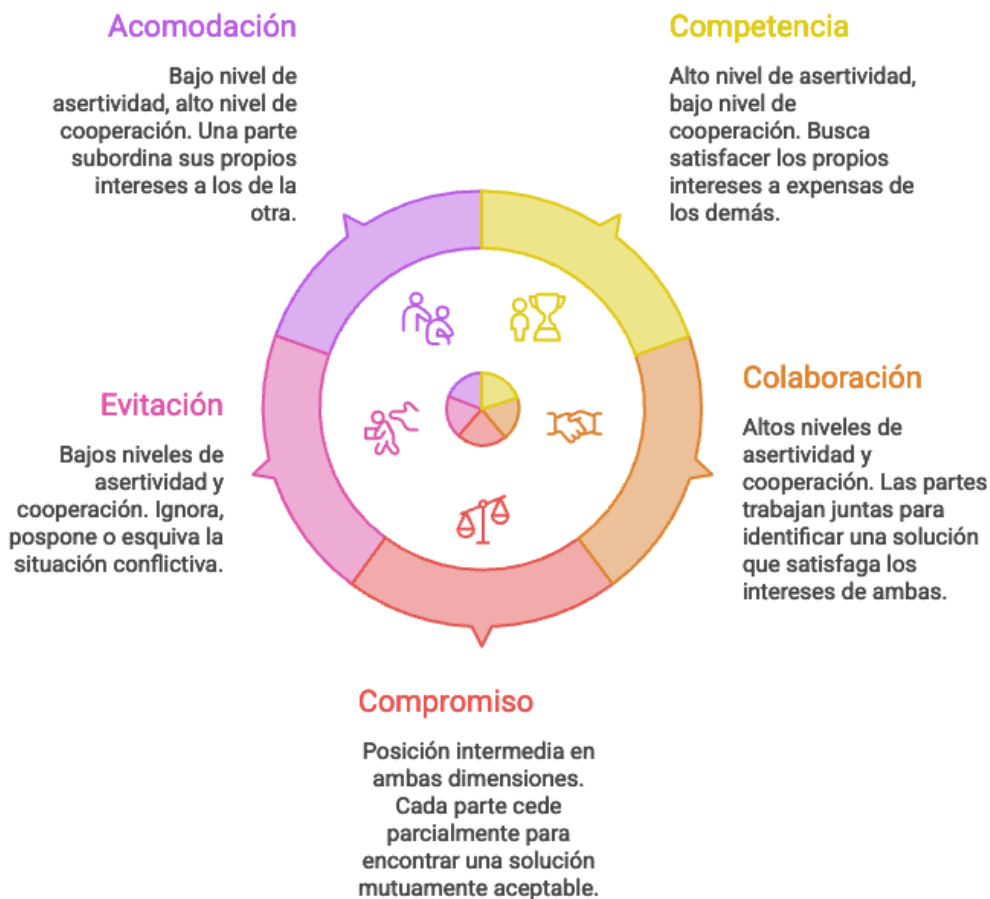 Acomodación
Bajo nivel de
asertividad, alto nivel de
cooperación. Una parte
subordina sus propios
intereses a los de la
otra.
Competencia
Alto nivel de asertividad,
bajo nivel de
cooperación. Busca
satisfacer los propios
intereses a expensas de
los demás.
Evitación
Bajos niveles de
asertividad y
cooperación. Ignora,
pospone o esquiva la
situación conflictiva.
Colaboración
Altos niveles de
asertividad y
cooperación. Las partes
trabajan juntas para
identificar una solución
que satisfaga los
intereses de ambas.
Compromiso
Posición intermedia en
ambas dimensiones.
Cada parte cede
parcialmente para
encontrar una solución
mutuamente aceptable.